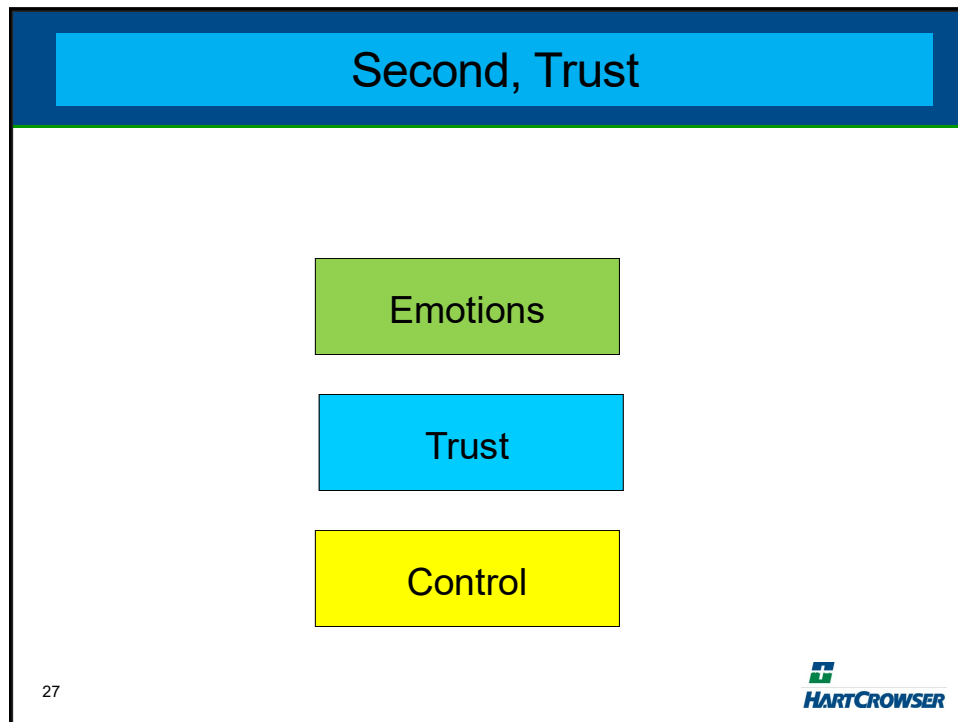 Second, Trust
Emotions
Trust
Control
27
HARTCROWSER